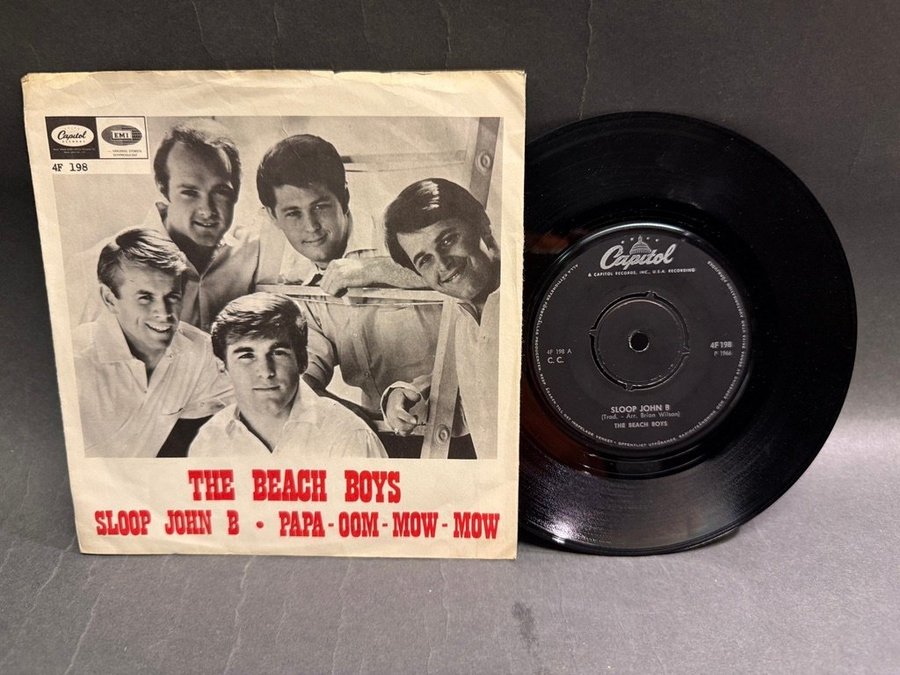 Capitol
RECORDS
EMI
4F 198
THE BEACH BOYS
SLOOP JOHN B • PAPA-OOM-MOW-MOW
Capitol
A CAPITOL RECORDS, INC., U.S.A. RECORDING
4F 198 A
C. C.
4F 198
P 1966
SLOOP JOHN B
(Trad. - Arr. Brian Wilson)
THE BEACH BOYS